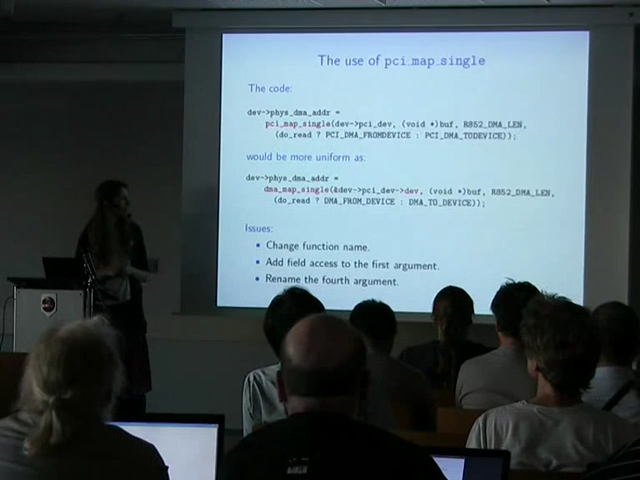 The use of pci_map_single
The code:
dev->phys_dma_addr =
pci_map_single(dev->pci_dev, (void *)buf, R852_DMA_LEN,
(do_read ? PCI_DMA_FROMDEVICE : PCI_DMA_TODEVICE));
would be more uniform as:
dev->phys_dma_addr =
dma_map_single(&dev->pci_dev->dev, (void *)buf, R852_DMA_LEN,
(do_read ? DMA_FROM_DEVICE : DMA_TO_DEVICE));
Issues:
• Change function name.
• Add field access to the first argument.
• Rename the fourth argument.